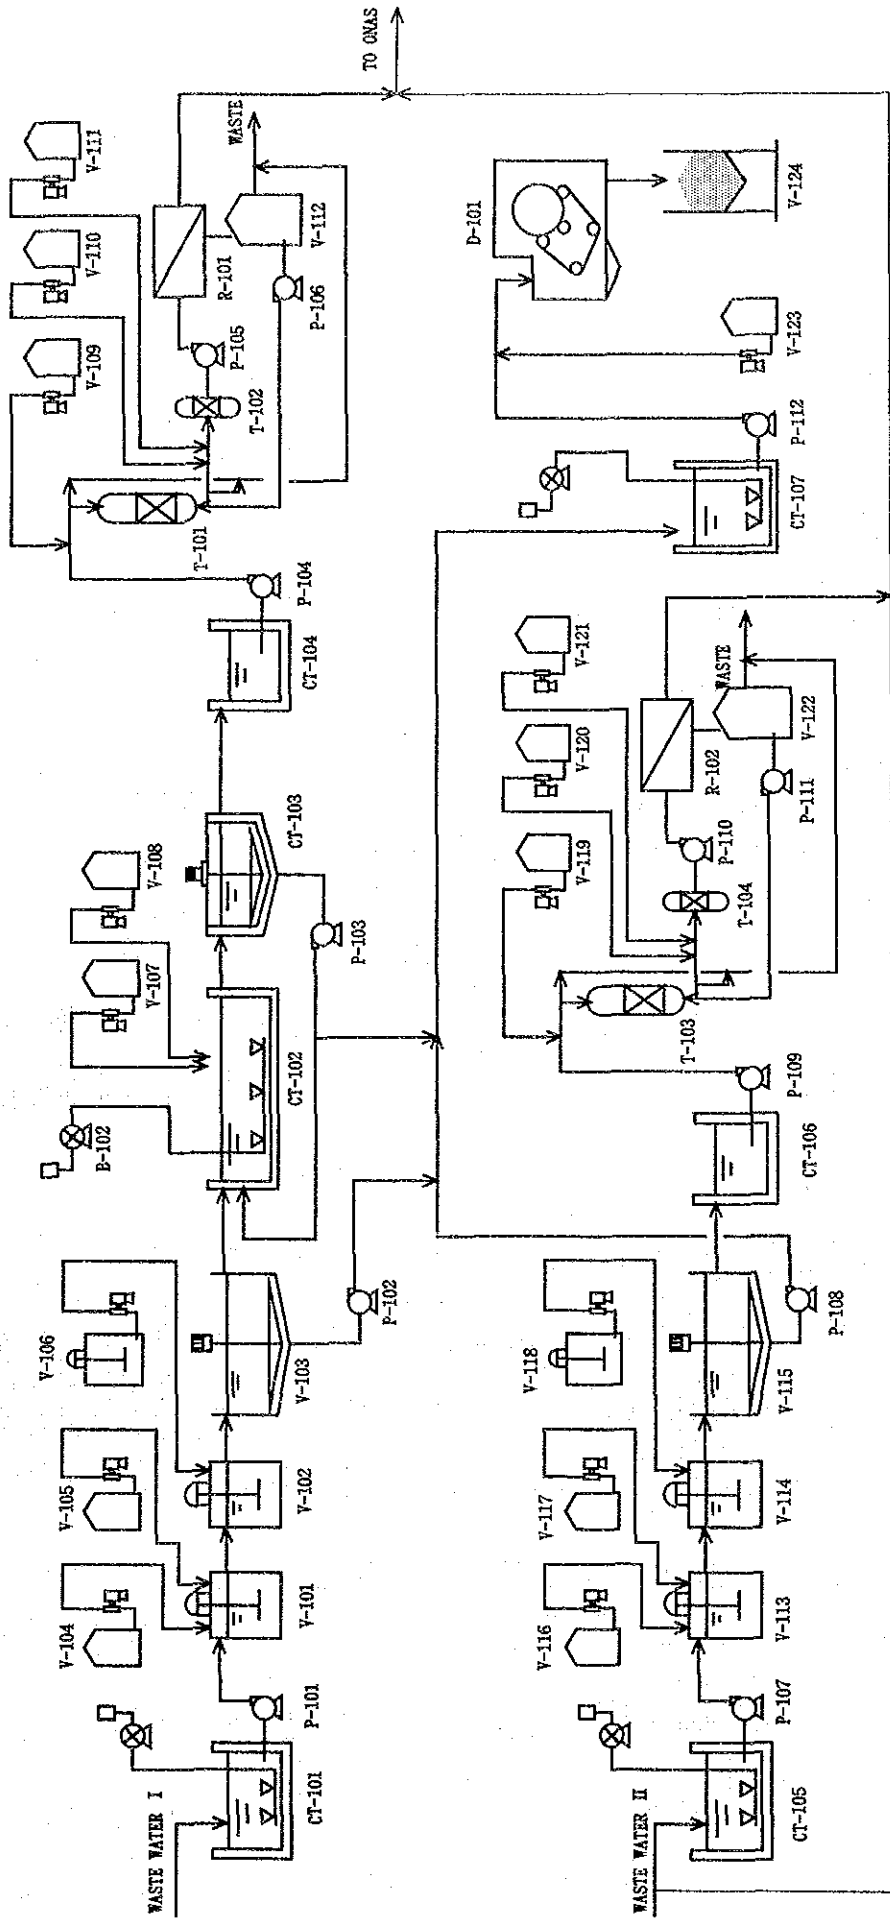 WASTE WATER I
CT-101
P-101
V-104
V-101
V-105
V-102
V-106
V-103
P-102
B-102
CT-102
V-107
V-108
P-103
CT-103
CT-104
P-104
T-101
V-109
V-110
V-111
T-102
P-105
R-101
P-106
V-112
WASTE
TO ONAS
WASTE WATER II
CT-105
P-107
V-116
V-113
V-117
V-114
V-118
V-115
P-108
CT-106
P-109
T-103
V-119
V-120
V-121
T-104
P-110
R-102
P-111
V-122
WASTE
CT-107
P-112
V-123
D-101
V-124